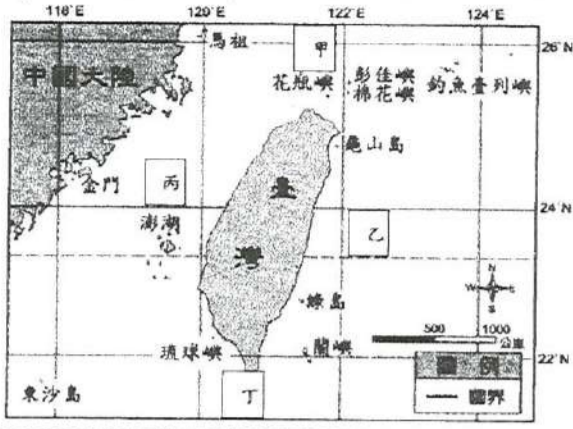 118°E 120°E 122°E 124°E
馬祖
甲
26°N
中國大陸
花瓶嶼
彭佳嶼
棉花嶼
釣魚臺列嶼
龜山島
金門
丙
臺
24°N
澎湖
乙
灣
N
W E
S
綠島
500 1000
公里
琉球嶼
蘭嶼
22°N
圖例
國界
東沙島
丁